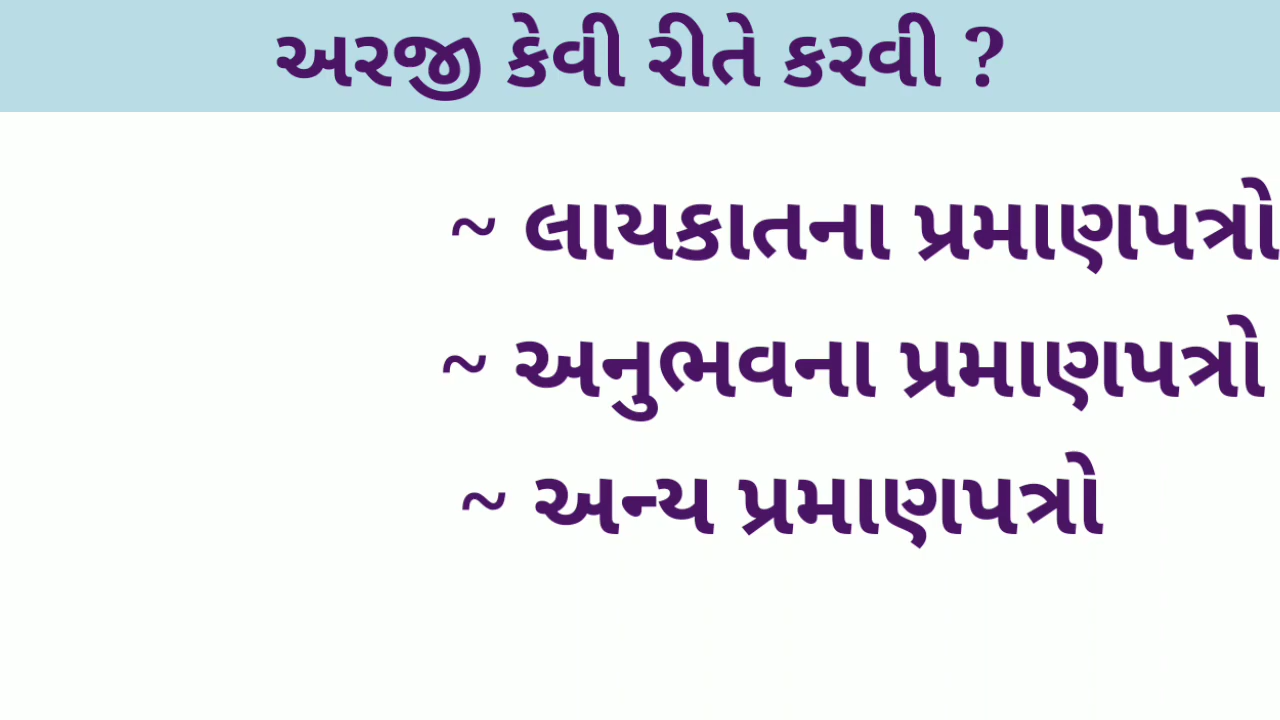 અરજી કેવી રીતે કરવી ?
~ લાયકાતના પ્રમાણપત્રો
~ અનુભવના પ્રમાણપત્રો
~ અન્ય પ્રમાણપત્રો